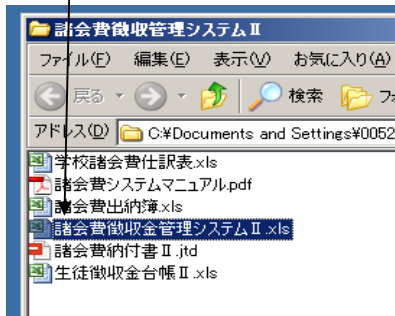 諸会費徴収管理システムⅡ
ファイル(F) 編集(E) 表示(V) お気に入り(A)
戻る 検索 フォ
アドレス(D) C:¥Documents and Settings¥0052
学校諸会費仕訳表.xls
諸会費システムマニュアル.pdf
諸会費出納簿.xls
諸会費徴収金管理システムⅡ.xls
諸会費納付書Ⅱ.jtd
生徒徴収金台帳Ⅱ.xls